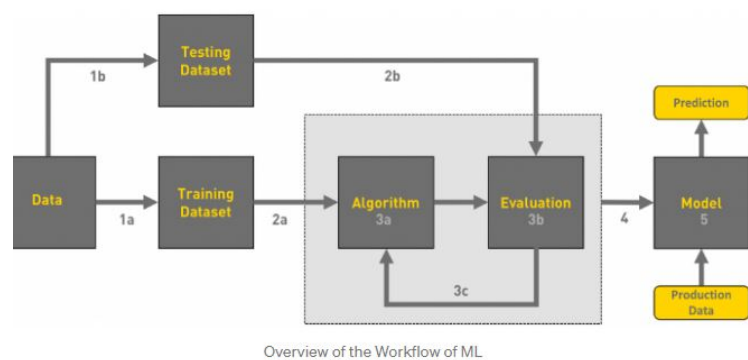 Testing
Dataset
1b
2b
Prediction
Data
1a
Training
Dataset
2a
Algorithm
3a
Evaluation
3b
4
Model
5
3c
Production
Data
Overview of the Workflow of ML